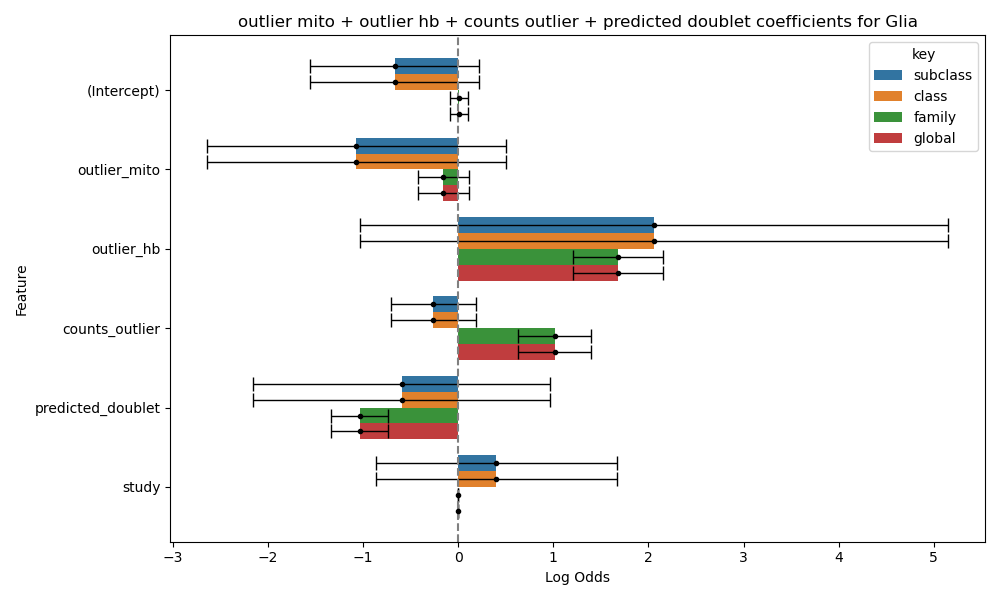 outlier mito + outlier hb + counts outlier + predicted doublet coefficients for Glia
key
subclass
class
family
global
(Intercept)
outlier_mito
outlier_hb
counts_outlier
predicted_doublet
study
Feature
−3 −2 −1 0 1 2 3 4 5
Log Odds